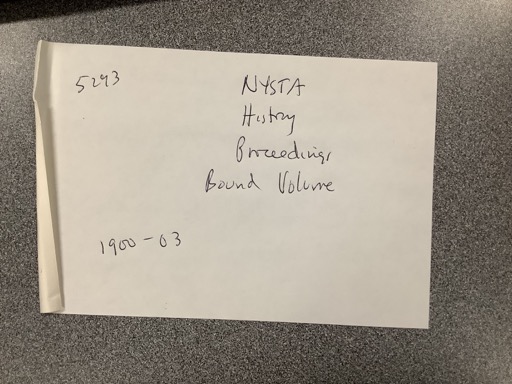 5293
NYSTA
History
Proceedings
Bound Volume
1900-03